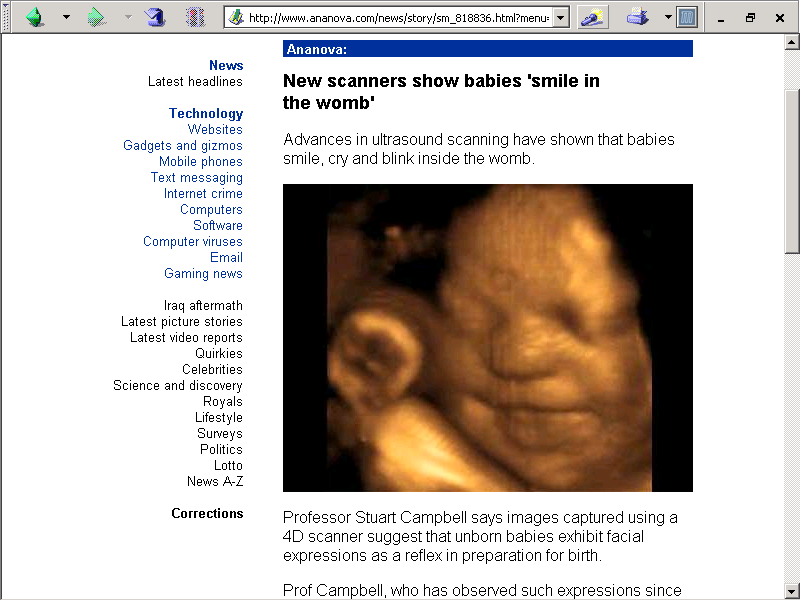 http://www.ananova.com/news/story/sm_818836.html?menu=
News
Latest headlines
Technology
Websites
Gadgets and gizmos
Mobile phones
Text messaging
Internet crime
Computers
Software
Computer viruses
Email
Gaming news
Iraq aftermath
Latest picture stories
Latest video reports
Quirkies
Celebrities
Science and discovery
Royals
Lifestyle
Surveys
Politics
Lotto
News A-Z
Corrections
Ananova:
New scanners show babies 'smile in
the womb'
Advances in ultrasound scanning have shown that babies
smile, cry and blink inside the womb.
Professor Stuart Campbell says images captured using a
4D scanner suggest that unborn babies exhibit facial
expressions as a reflex in preparation for birth.
Prof Campbell, who has observed such expressions since